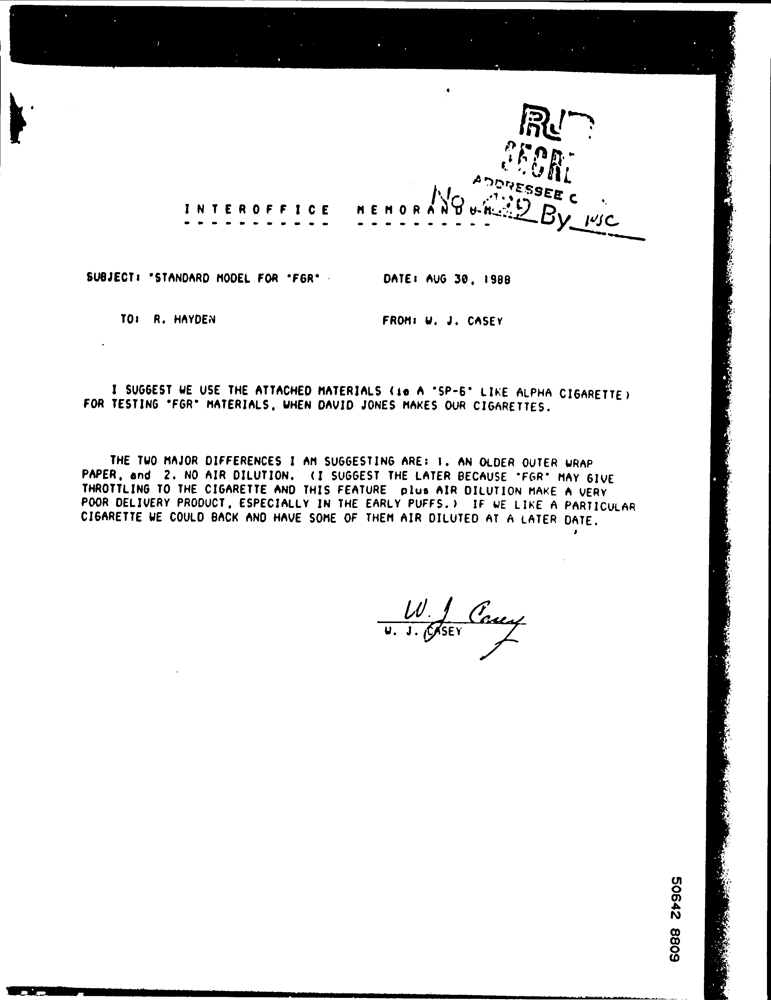 RJ
SECRE
ADDRESSEE
No. By WJC
INTEROFFICE MEMORANDUM
SUBJECT: "STANDARD MODEL FOR "FGR" DATE: AUG 30, 1988
TO: R. HAYDEN FROM: W. J. CASEY
I SUGGEST WE USE THE ATTACHED MATERIALS (ie A "SP-6" LIKE ALPHA CIGARETTE)
FOR TESTING "FGR" MATERIALS, WHEN DAVID JONES MAKES OUR CIGARETTES.
THE TWO MAJOR DIFFERENCES I AM SUGGESTING ARE: 1. AN OLDER OUTER WRAP
PAPER, and 2. NO AIR DILUTION. (I SUGGEST THE LATER BECAUSE "FGR" MAY GIVE
THROTTLING TO THE CIGARETTE AND THIS FEATURE plus AIR DILUTION MAKE A VERY
POOR DELIVERY PRODUCT, ESPECIALLY IN THE EARLY PUFFS.) IF WE LIKE A PARTICULAR
CIGARETTE WE COULD BACK AND HAVE SOME OF THEM AIR DILUTED AT A LATER DATE.
W. J Casey
W. J. CASEY
50642 8809